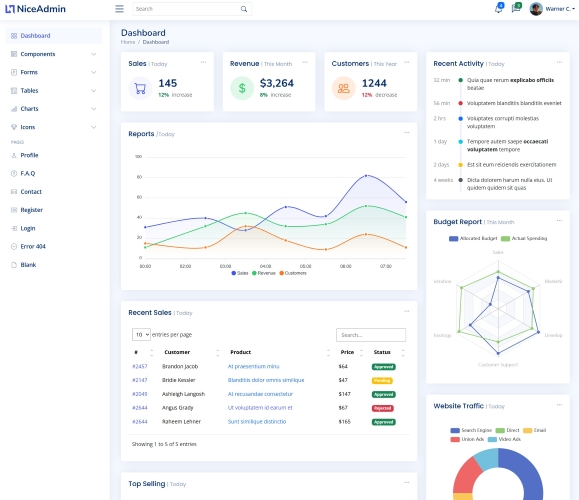 NiceAdmin
Search
4
3
Warner C.
Dashboard
Components
Forms
Tables
Charts
Icons
PAGES
Profile
F.A.Q
Contact
Register
Login
Error 404
Blank
Dashboard
Home / Dashboard
Sales | Today
145
12% increase
Revenue | This Month
$3,264
8% increase
Customers | This Year
1244
12% decrease
Reports /Today
100
80
60
40
20
0
00:00 02:00 03:00 04:00 05:00 06:00 07:00
Sales Revenue Customers
Recent Sales | Today
10 entries per page
Search...
# Customer Product Price Status
#2457 Brandon Jacob At praesentium minu $64 Approved
#2147 Bridie Kessler Blanditiis dolor omnis similique $47 Pending
#2049 Ashleigh Langosh At recusandae consectetur $147 Approved
#2644 Angus Grady Ut voluptatem id earum et $67 Rejected
#2644 Raheem Lehner Sunt similique distinctio $165 Approved
Showing 1 to 5 of 5 entries
Top Selling | Today
Recent Activity | Today
32 min Quia quae rerum explicabo officiis
beatae
56 min Voluptatem blanditiis blanditiis eveniet
2 hrs Voluptates corrupti molestias
voluptatem
1 day Tempore autem saepe occaecati
voluptatem tempore
2 days Est sit eum reiciendis exercitationem
4 weeks Dicta dolorem harum nulla eius. Ut
quidem quidem sit quas
Budget Report | This Month
Allocated Budget Actual Spending
Sales
Develop
Customer Support
Website Traffic | Today
Search Engine Direct Email
Union Ads Video Ads